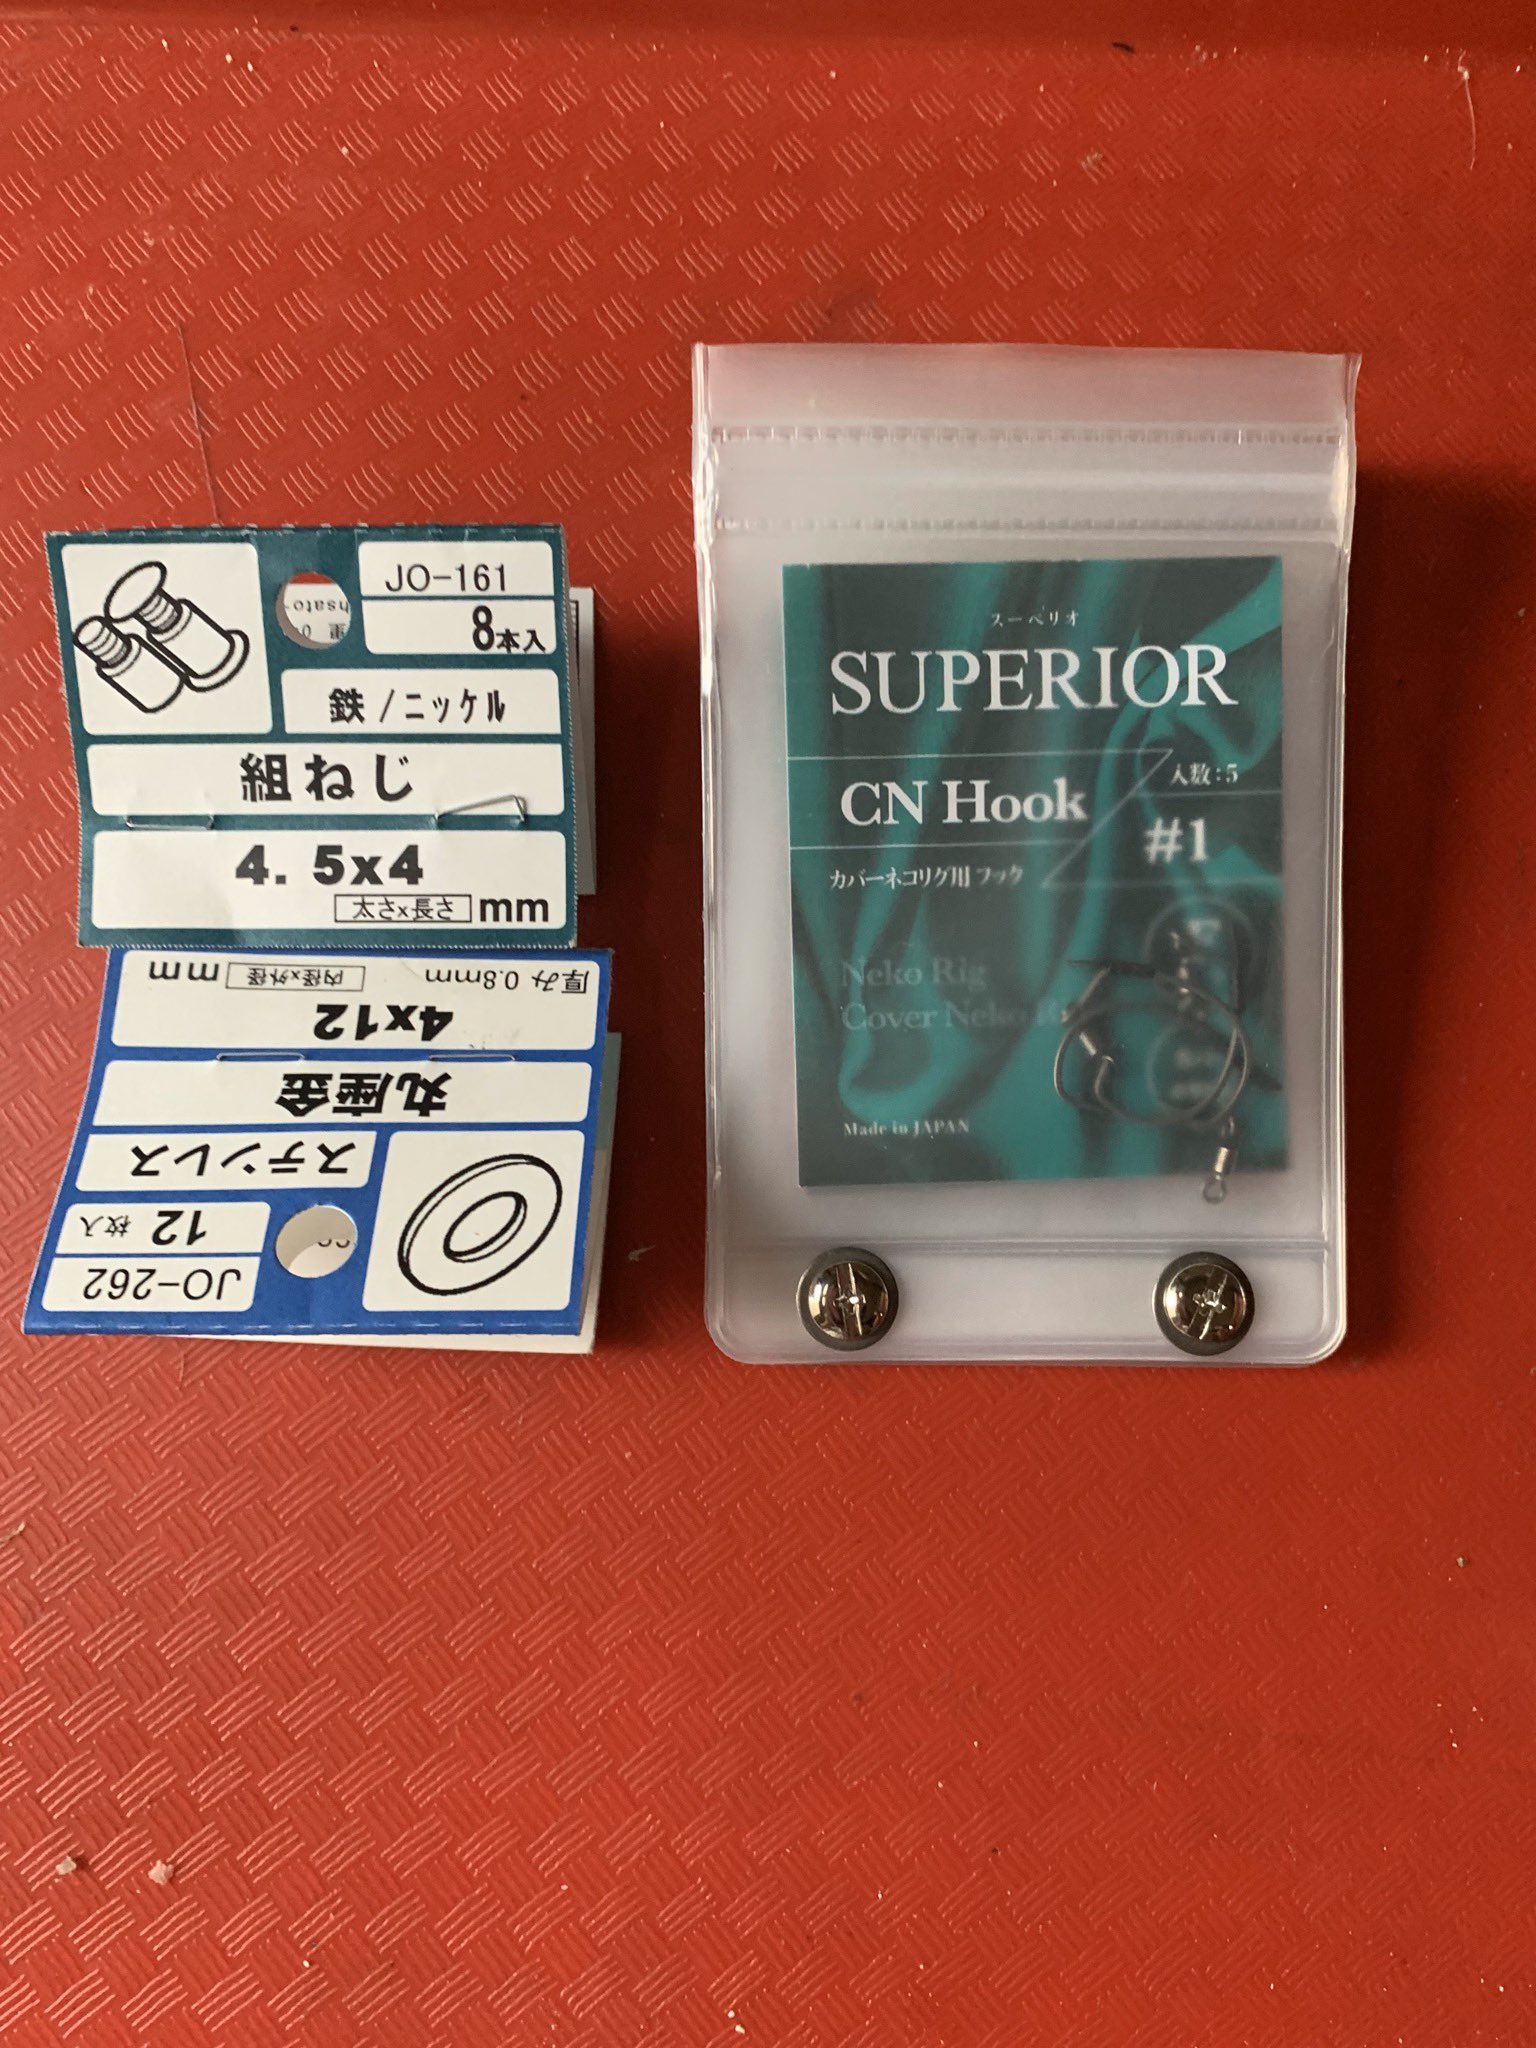 JO-161
8本入
鉄/ニッケル
組ねじ
4.5x4
太さx長さ mm
JO-262
12 枚入
ステンレス
丸座金
4x12
厚み 0.8mm 内径x外径 mm
スーペリオ
SUPERIOR
入数:5
CN Hook
#1
カバーネコリグ用 フック
Neko Rig
Cover Neko
Made in JAPAN